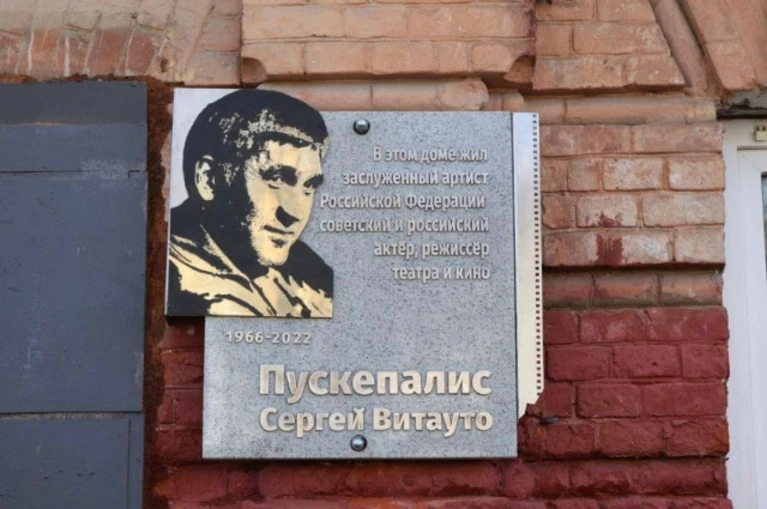 В этом доме жил
заслуженный артист
Российской Федерации
советский и российский
актёр, режиссёр
театра и кино
1966-2022
Пускепалис
Сергей Витауто